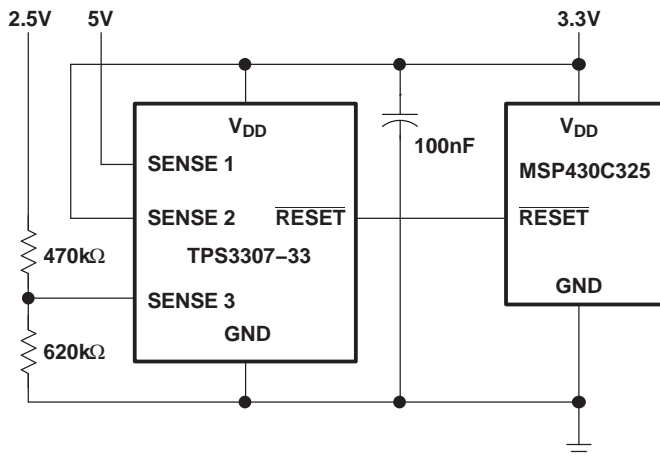 2.5V 5V 3.3V
VDD VDD
100nF
MSP430C325
SENSE 1
SENSE 2 RESET RESET
TPS3307–33
470kΩ
SENSE 3 GND
GND
620kΩ